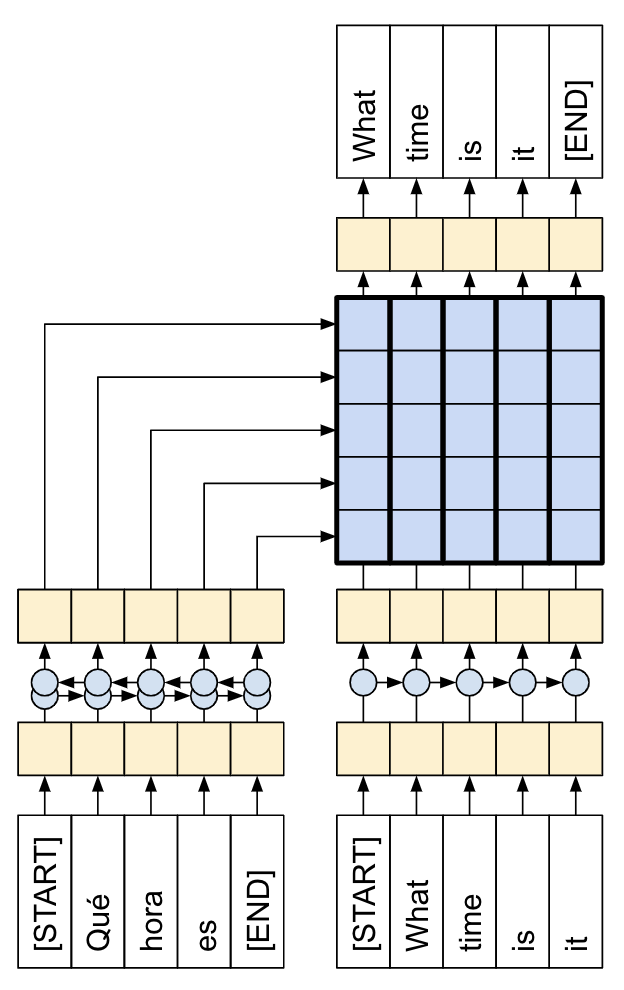 What
time
is
it
[END]
[START]
Qué
hora
es
[END]
[START]
What
time
is
it